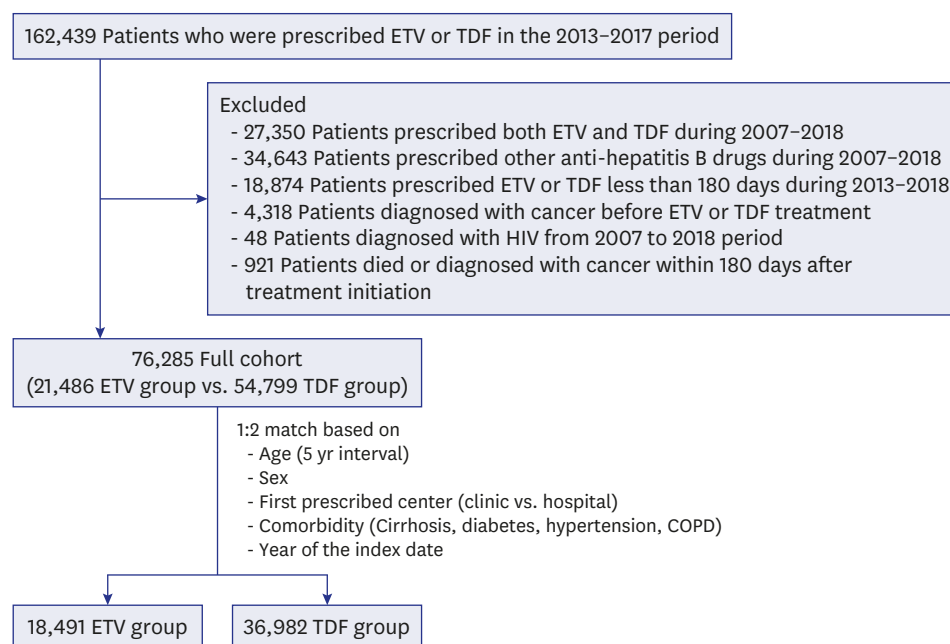 162,439 Patients who were prescribed ETV or TDF in the 2013–2017 period
Excluded
- 27,350 Patients prescribed both ETV and TDF during 2007–2018
- 34,643 Patients prescribed other anti-hepatitis B drugs during 2007–2018
- 18,874 Patients prescribed ETV or TDF less than 180 days during 2013–2018
- 4,318 Patients diagnosed with cancer before ETV or TDF treatment
- 48 Patients diagnosed with HIV from 2007 to 2018 period
- 921 Patients died or diagnosed with cancer within 180 days after
treatment initiation
76,285 Full cohort
(21,486 ETV group vs. 54,799 TDF group)
1:2 match based on
- Age (5 yr interval)
- Sex
- First prescribed center (clinic vs. hospital)
- Comorbidity (Cirrhosis, diabetes, hypertension, COPD)
- Year of the index date
18,491 ETV group
36,982 TDF group